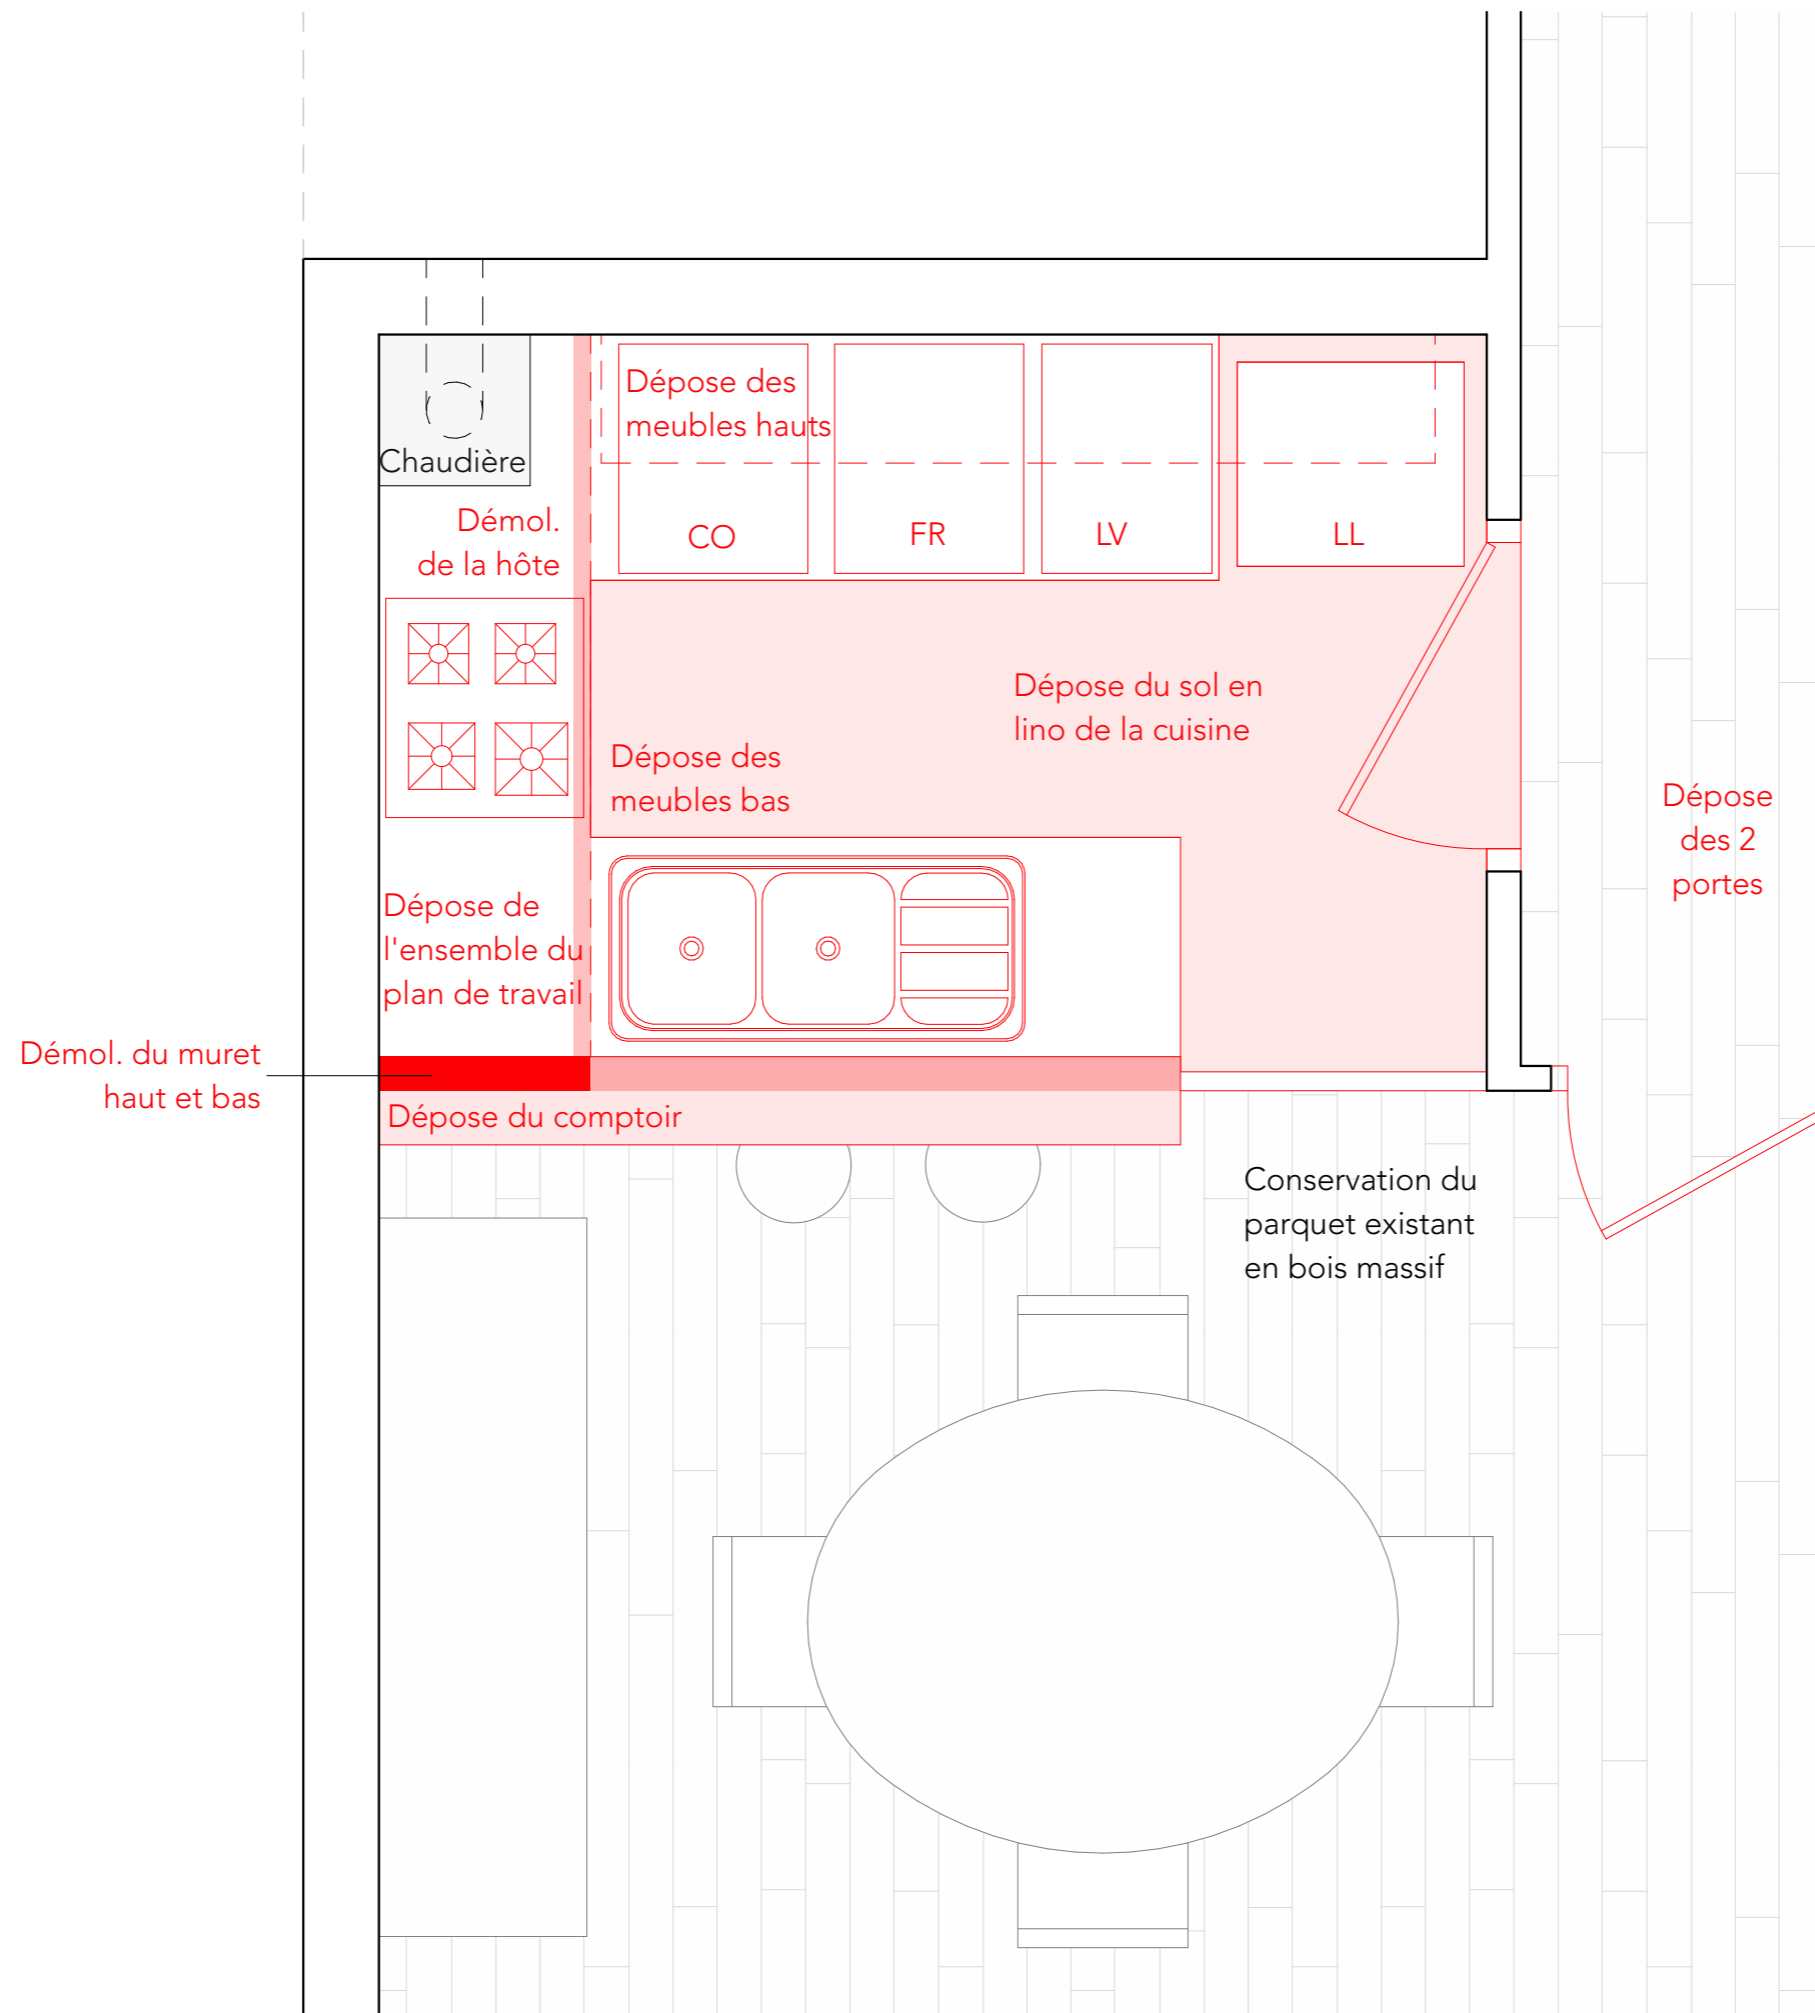 Dépose des
meubles hauts
Chaudière
Démol.
de la hôte
CO
FR
LV
LL
Dépose du sol en
lino de la cuisine
Dépose des
meubles bas
Dépose
des 2
portes
Dépose de
l'ensemble du
plan de travail
Démol. du muret
haut et bas
Dépose du comptoir
Conservation du
parquet existant
en bois massif